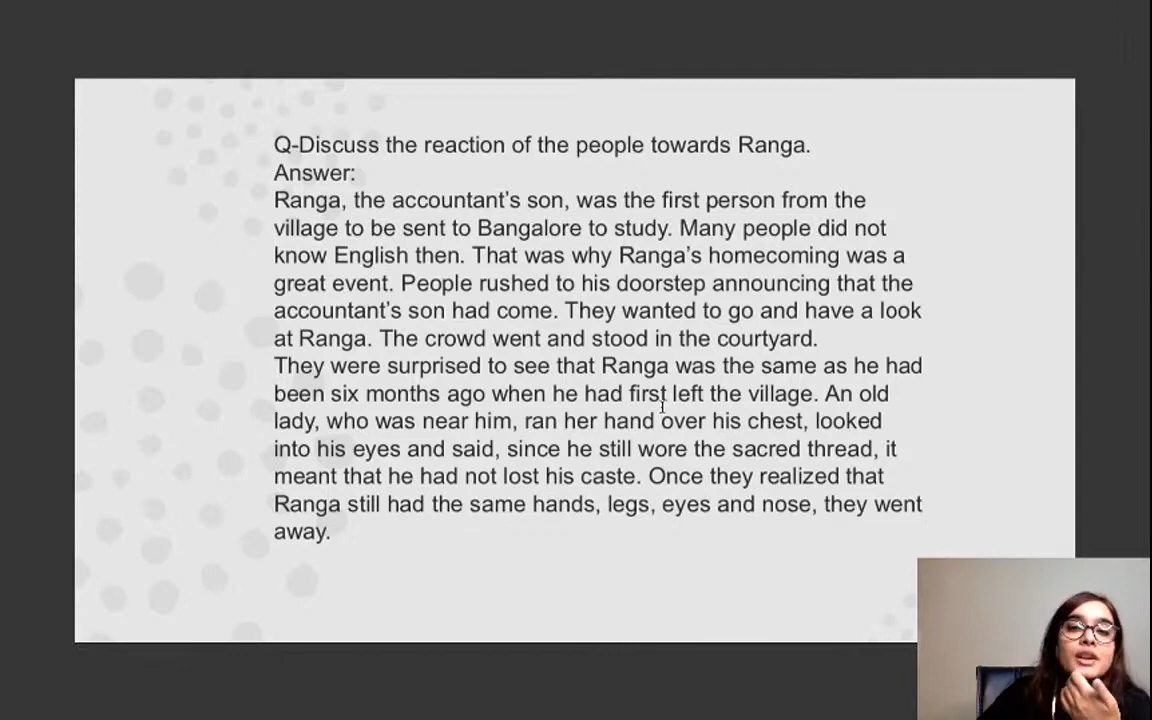 Q-Discuss the reaction of the people towards Ranga.
Answer:
Ranga, the accountant’s son, was the first person from the
village to be sent to Bangalore to study. Many people did not
know English then. That was why Ranga’s homecoming was a
great event. People rushed to his doorstep announcing that the
accountant’s son had come. They wanted to go and have a look
at Ranga. The crowd went and stood in the courtyard.
They were surprised to see that Ranga was the same as he had
been six months ago when he had first left the village. An old
lady, who was near him, ran her hand over his chest, looked
into his eyes and said, since he still wore the sacred thread, it
meant that he had not lost his caste. Once they realized that
Ranga still had the same hands, legs, eyes and nose, they went
away.